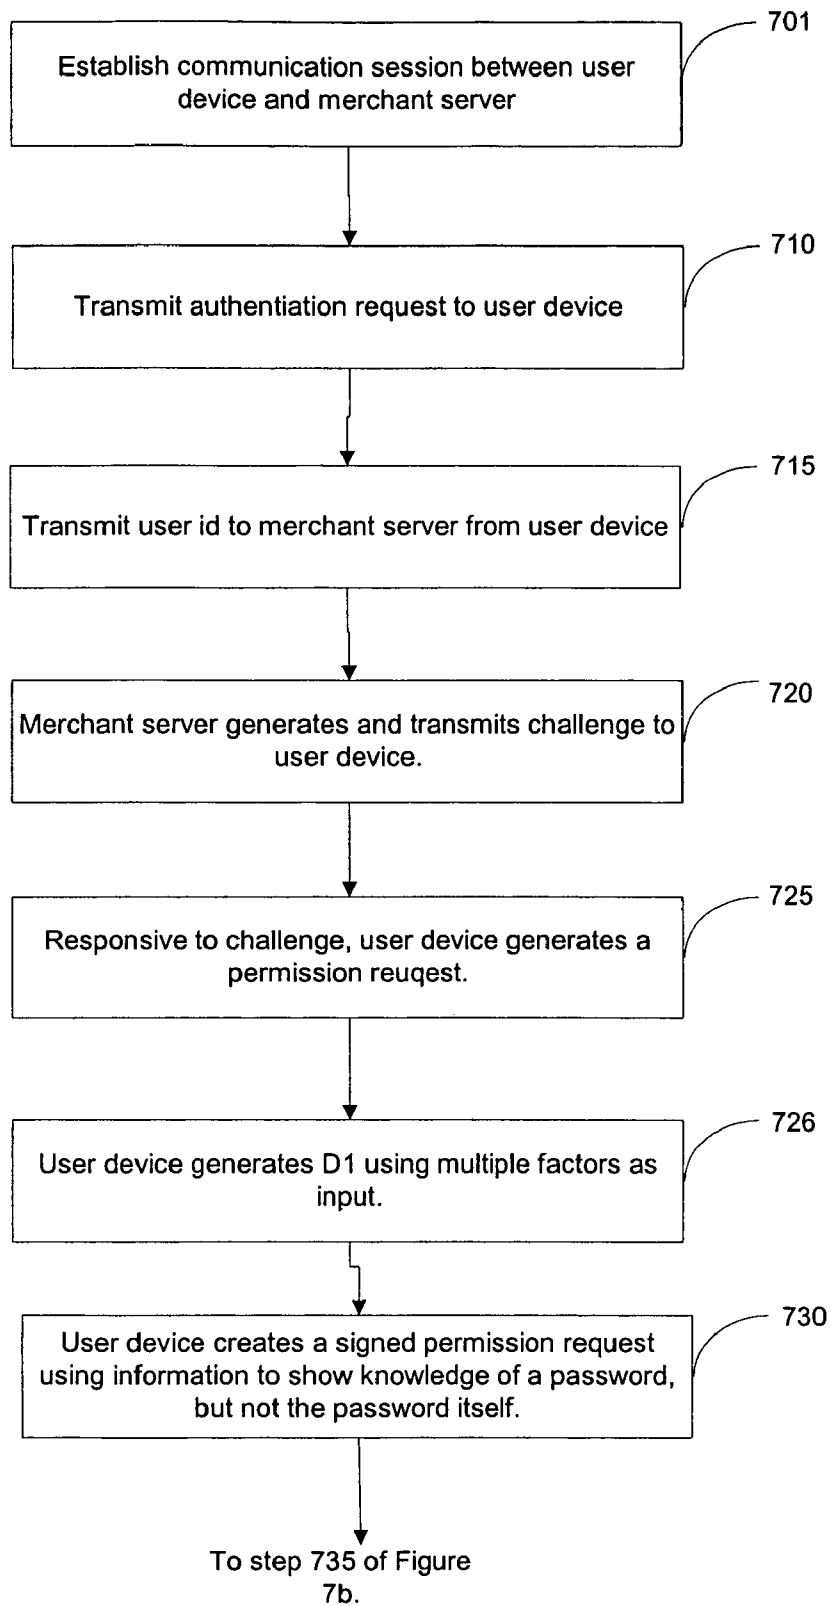 701
Establish communication session between user
device and merchant server
710
Transmit authentiation request to user device
715
Transmit user id to merchant server from user device
720
Merchant server generates and transmits challenge to
user device.
725
Responsive to challenge, user device generates a
permission reuqest.
726
User device generates D1 using multiple factors as
input.
730
User device creates a signed permission request
using information to show knowledge of a password,
but not the password itself.
To step 735 of Figure
7b.